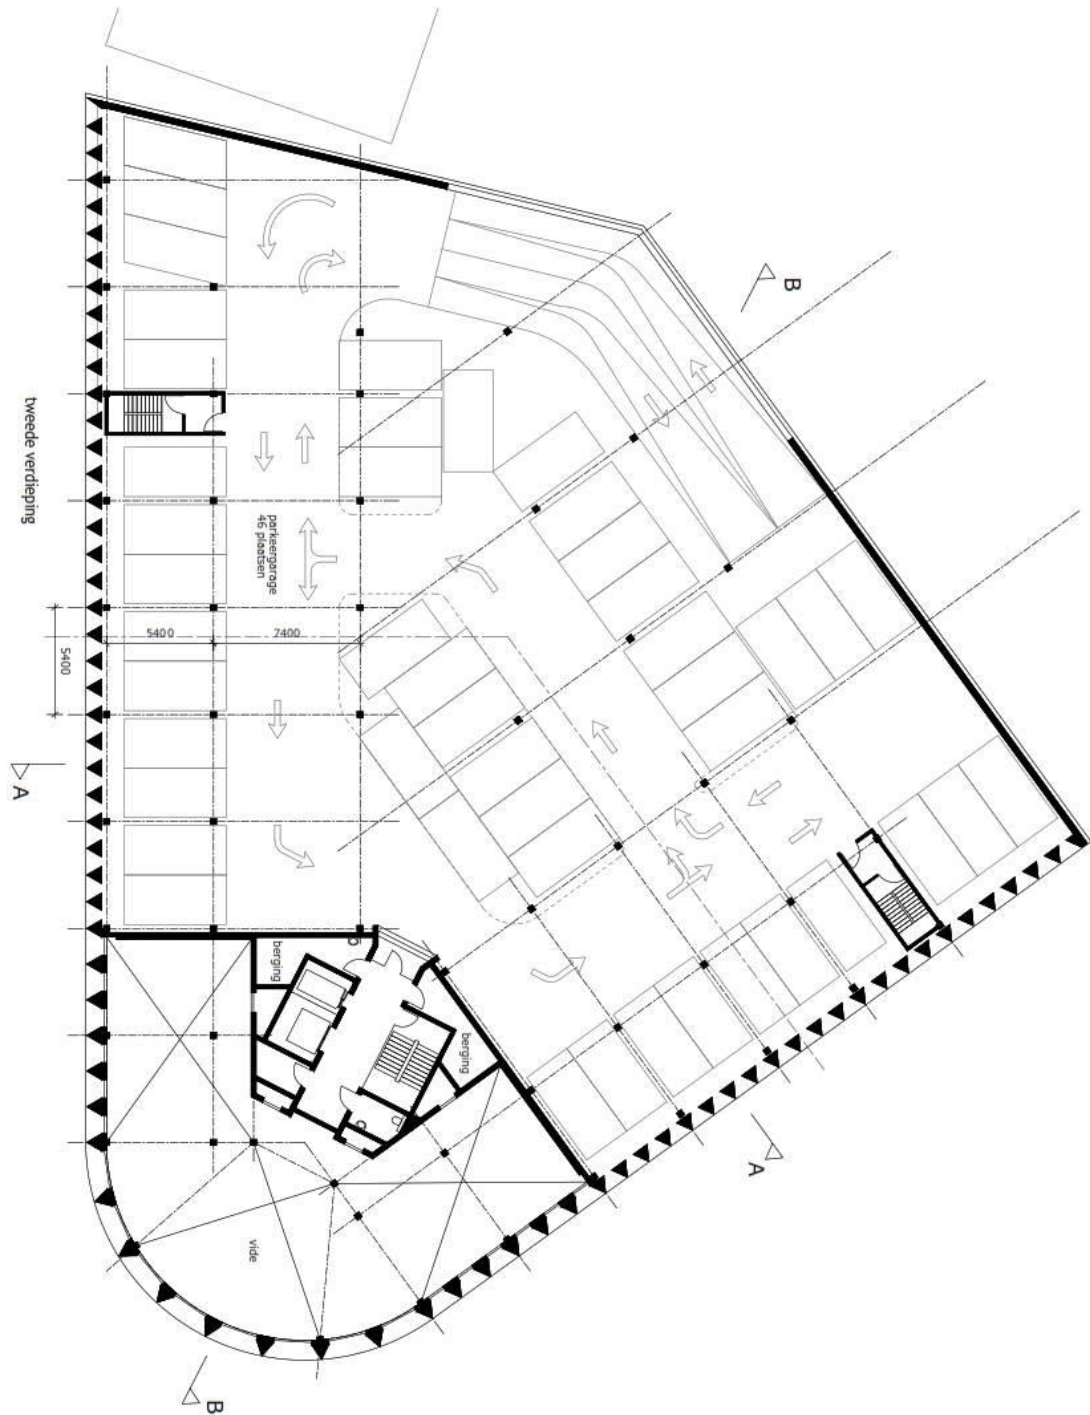 B
tweede verdieping
parkeergarage
46 plaatsen
5400
7400
5400
A
berging
berging
A
vide
B